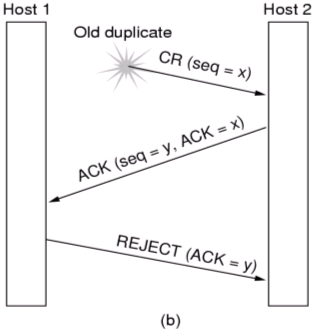 Host 1
Host 2
Old duplicate
CR (seq = x)
ACK (seq = y, ACK = x)
REJECT (ACK = y)
(b)